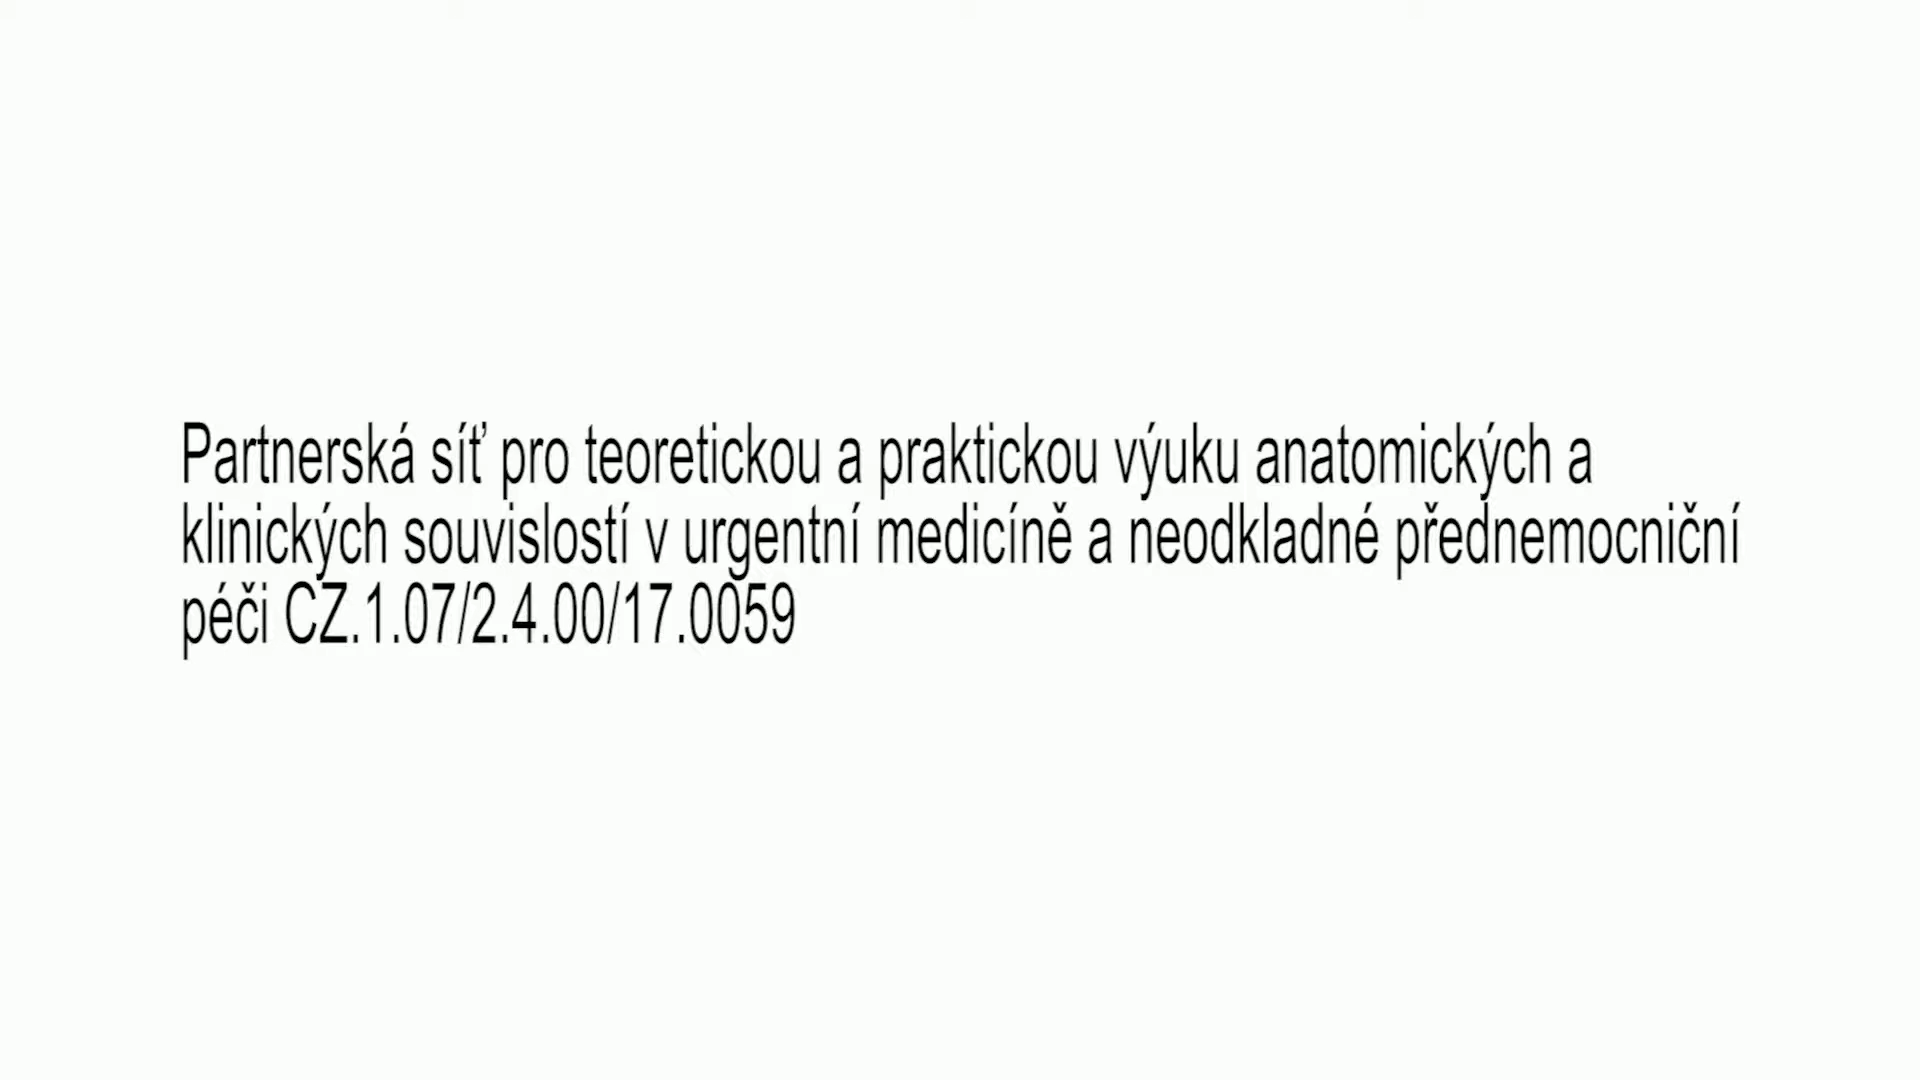 Partnerská síť pro teoretickou a praktickou výuku anatomických a
klinických souvislostí v urgentní medicíně a neodkladné přednemocniční
péči CZ.1.07/2.4.00/17.0059